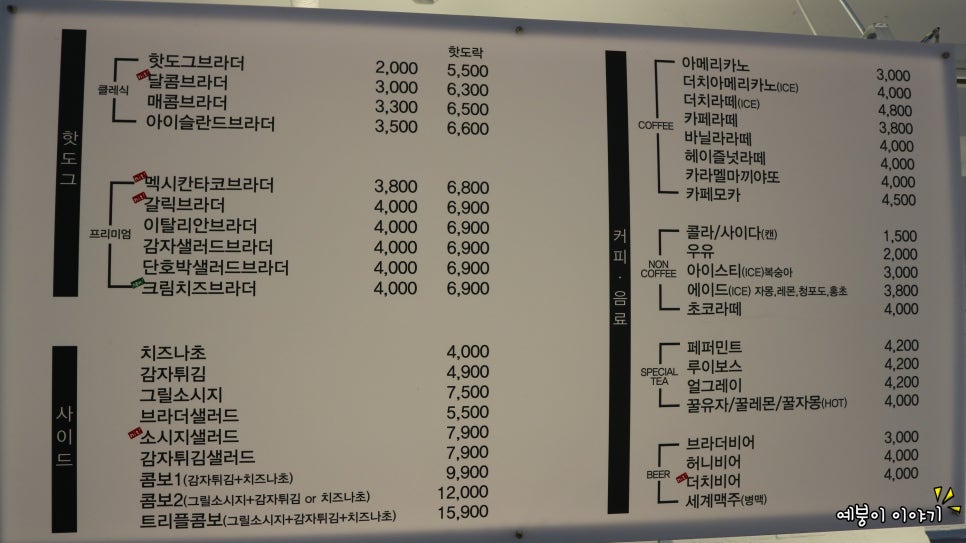 핫도그
핫도락
클레식
핫도그브라더 2,000 5,500
hit 달콤브라더 3,000 6,300
매콤브라더 3,300 6,500
아이슬란드브라더 3,500 6,600
프리미엄
hit 멕시칸타코브라더 3,800 6,800
hit 갈릭브라더 4,000 6,900
이탈리안브라더 4,000 6,900
감자샐러드브라더 4,000 6,900
단호박샐러드브라더 4,000 6,900
크림치즈브라더 4,000 6,900
사이드
치즈나초 4,000
감자튀김 4,900
그릴소시지 7,500
브라더샐러드 5,500
hit 소시지샐러드 7,900
감자튀김샐러드 7,900
콤보1(감자튀김+치즈나초) 9,900
콤보2(그릴소시지+감자튀김 or 치즈나초) 12,000
트리플콤보(그릴소시지+감자튀김+치즈나초) 15,900
커피·음료
COFFEE
아메리카노 3,000
더치아메리카노(ICE) 4,000
더치라떼(ICE) 4,800
카페라떼 3,800
바닐라라떼 4,000
헤이즐넛라떼 4,000
카라멜마끼야또 4,000
카페모카 4,500
NON
COFFEE
콜라/사이다(캔) 1,500
우유 2,000
아이스티(ICE)복숭아 3,000
에이드(ICE) 자몽,레몬,청포도,홍초 3,800
초코라떼 4,000
SPECIAL
TEA
페퍼민트 4,200
루이보스 4,200
얼그레이 4,200
꿀유자/꿀레몬/꿀자몽(HOT) 4,000
BEER
브라더비어 3,000
허니비어 4,000
hit 더치비어 4,000
세계맥주(병맥)
예붕이 이야기